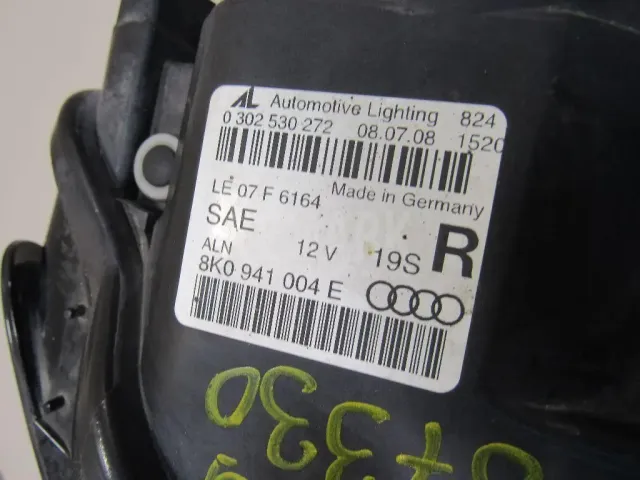 AL Automotive Lighting 824
0 302 530 272 08.07.08 1520
LE 07 F 6164 Made in Germany
SAE R
ALN 12 V 19S
8K0 941 004 E